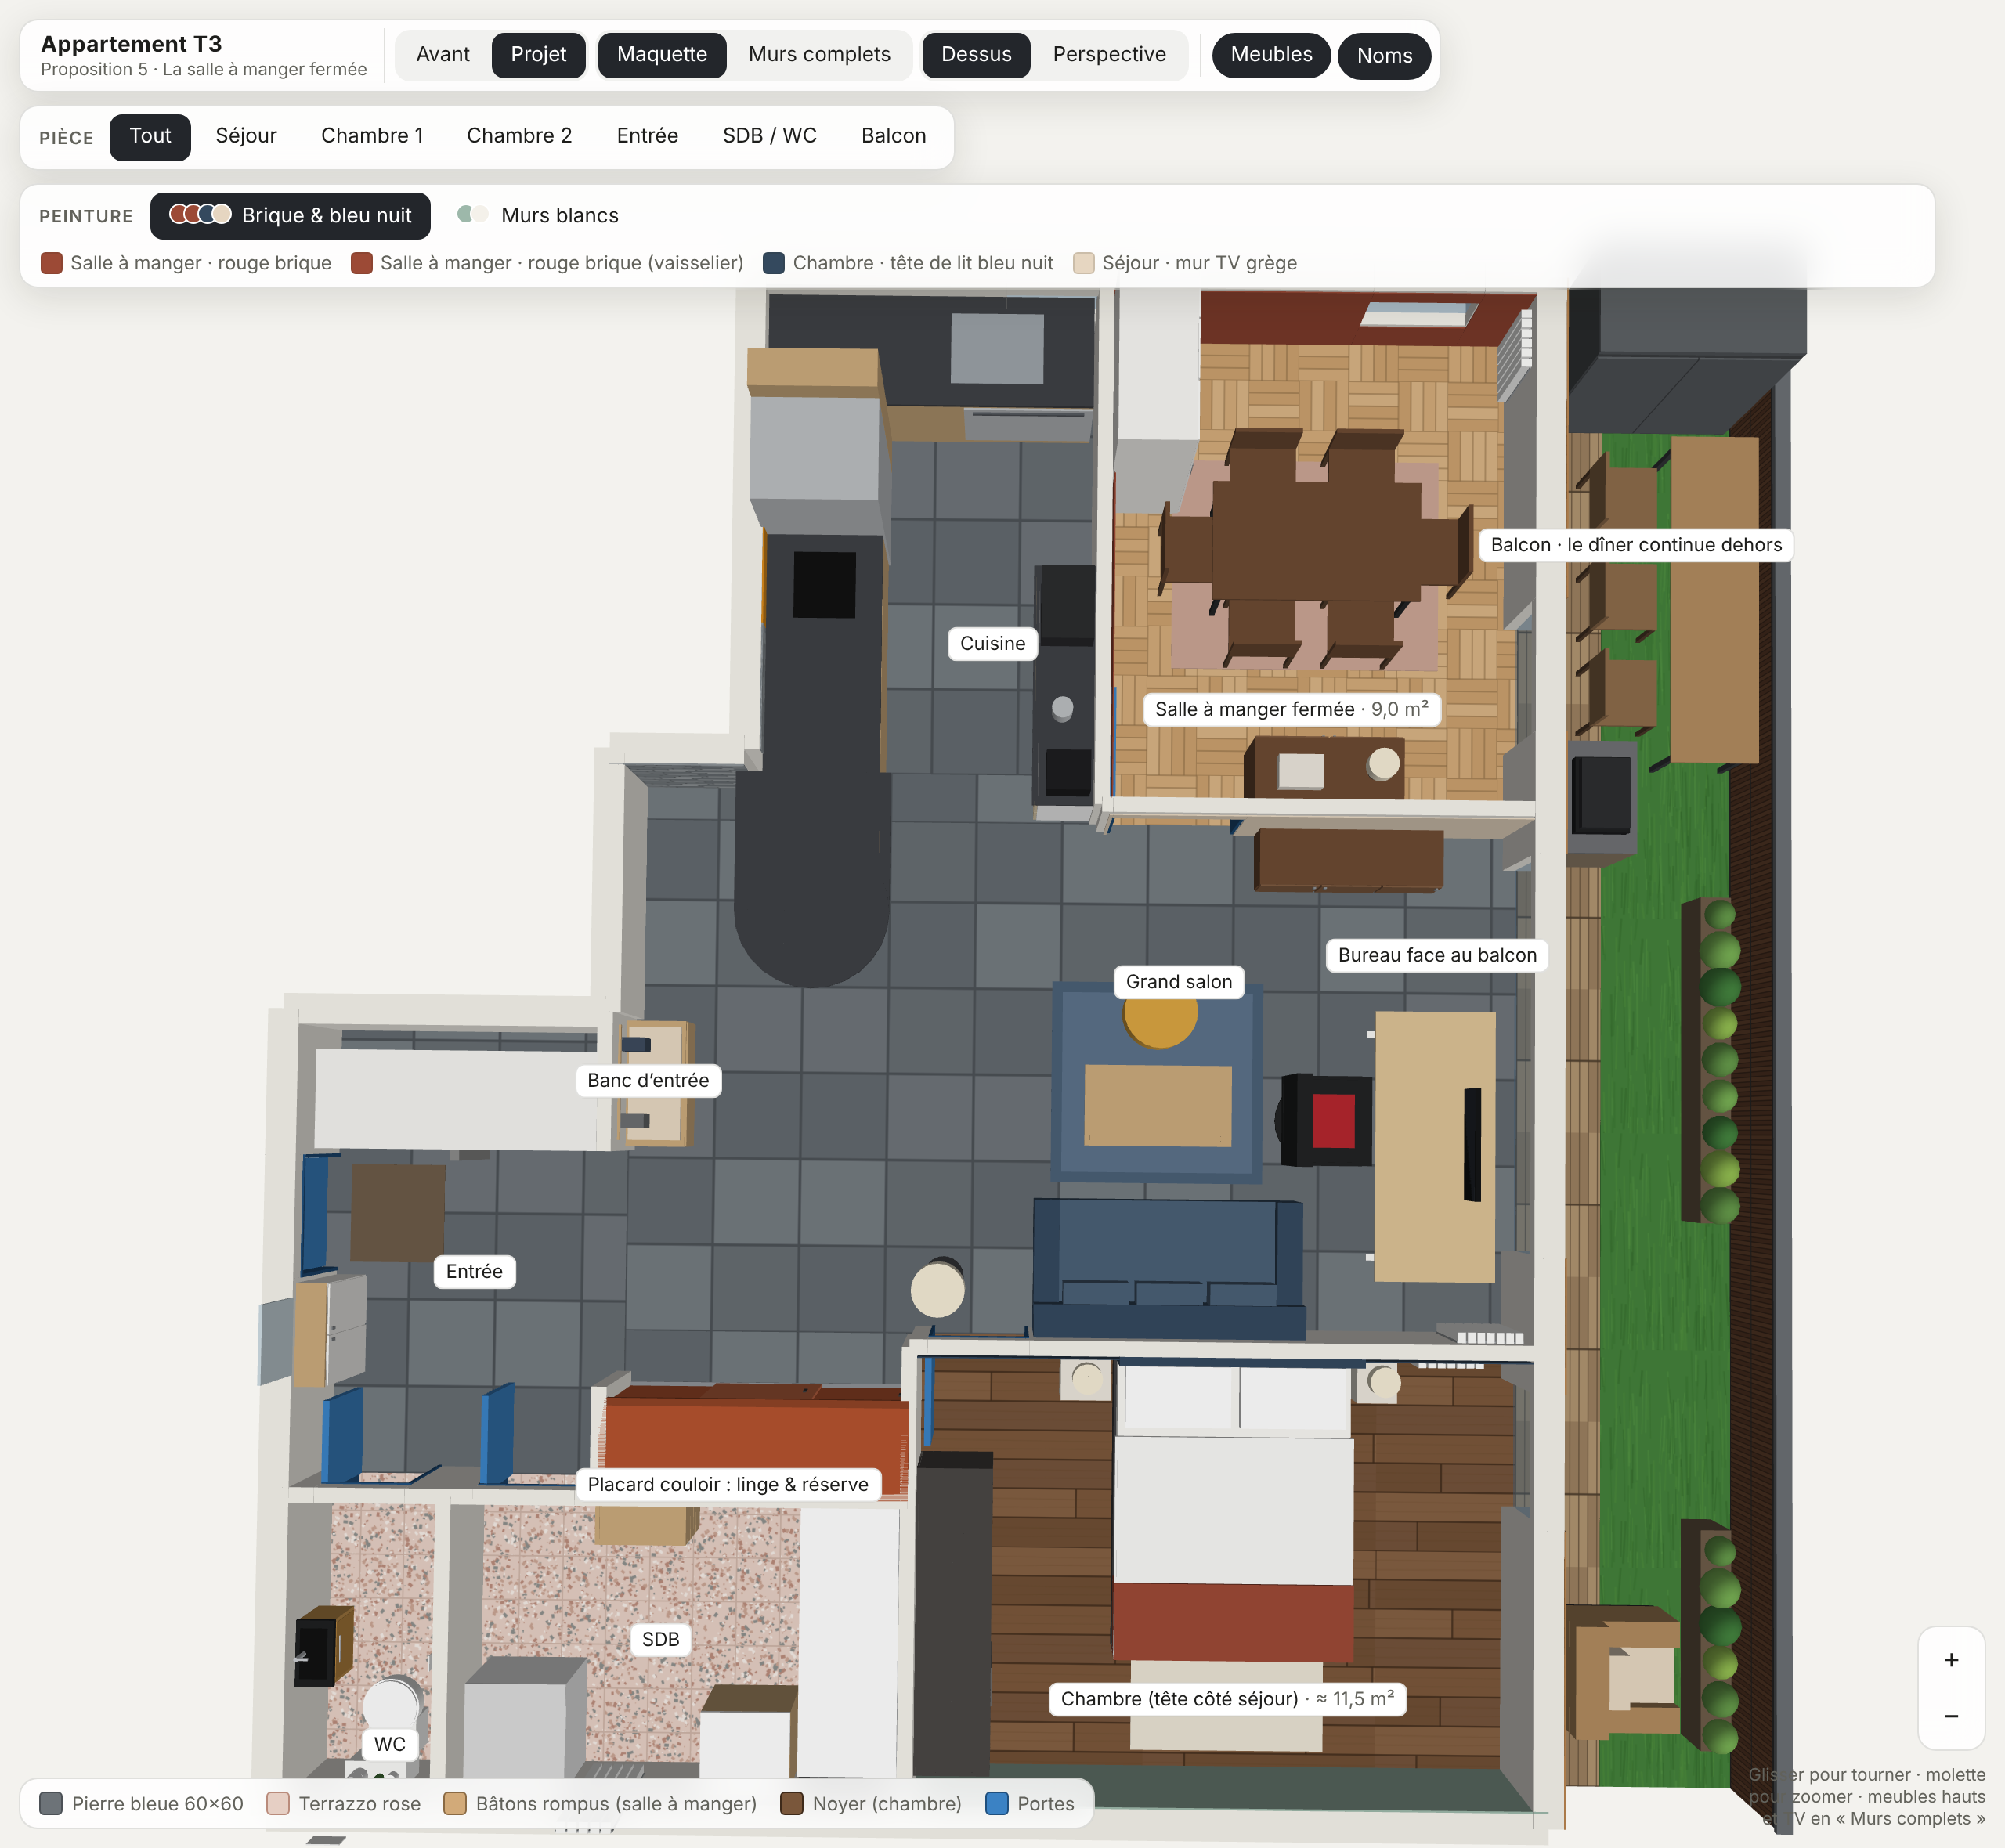 Appartement T3
Proposition 5 · La salle à manger fermée
Avant
Projet
Maquette
Murs complets
Dessus
Perspective
Meubles
Noms
PIÈCE
Tout
Séjour
Chambre 1
Chambre 2
Entrée
SDB / WC
Balcon
PEINTURE
Brique & bleu nuit
Murs blancs
Salle à manger · rouge brique
Salle à manger · rouge brique (vaisselier)
Chambre · tête de lit bleu nuit
Séjour · mur TV grège
Balcon · le dîner continue dehors
Cuisine
Salle à manger fermée · 9,0 m²
Bureau face au balcon
Grand salon
Banc d’entrée
Entrée
Placard couloir : linge & réserve
SDB
Chambre (tête côté séjour) · ≈ 11,5 m²
WC
+
−
Pierre bleue 60×60
Terrazzo rose
Bâtons rompus (salle à manger)
Noyer (chambre)
Portes
Glisser pour tourner · molette
pour zoomer · meubles hauts
et TV en « Murs complets »